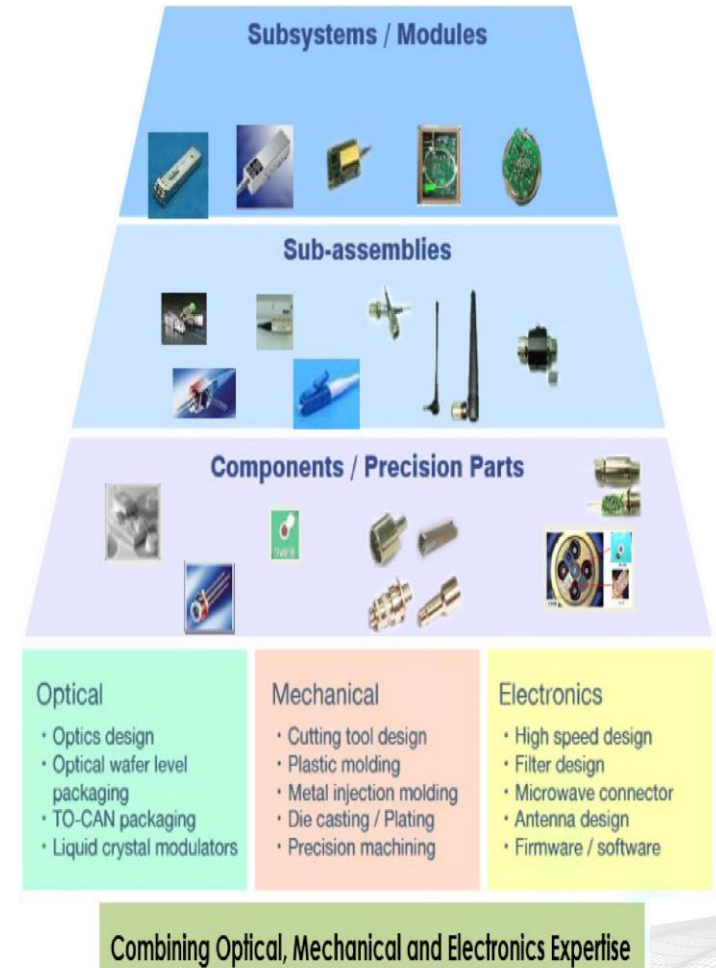 Subsystems / Modules
Sub-assemblies
Components / Precision Parts
Optical
· Optics design
· Optical wafer level
packaging
· TO-CAN packaging
· Liquid crystal modulators
Mechanical
· Cutting tool design
· Plastic molding
· Metal injection molding
· Die casting / Plating
· Precision machining
Electronics
· High speed design
· Filter design
· Microwave connector
· Antenna design
· Firmware / software
Combining Optical, Mechanical and Electronics Expertise